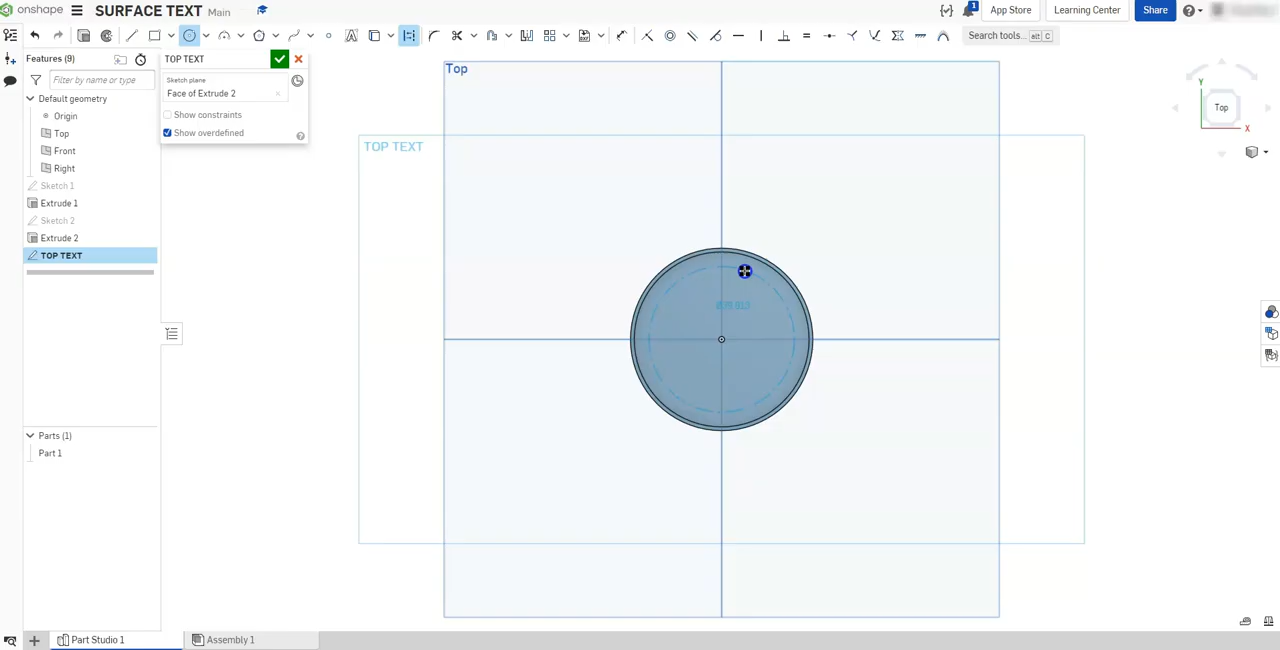 onshape SURFACE TEXT Main
1 App Store Learning Center Share
Search tools... alt C
Features (9)
Filter by name or type
Default geometry
Origin
Top
Front
Right
Sketch 1
Extrude 1
Sketch 2
Extrude 2
TOP TEXT
Parts (1)
Part 1
TOP TEXT
Sketch plane
Face of Extrude 2
Show constraints
Show overdefined
Top
TOP TEXT
Y
Top
X
Part Studio 1
Assembly 1